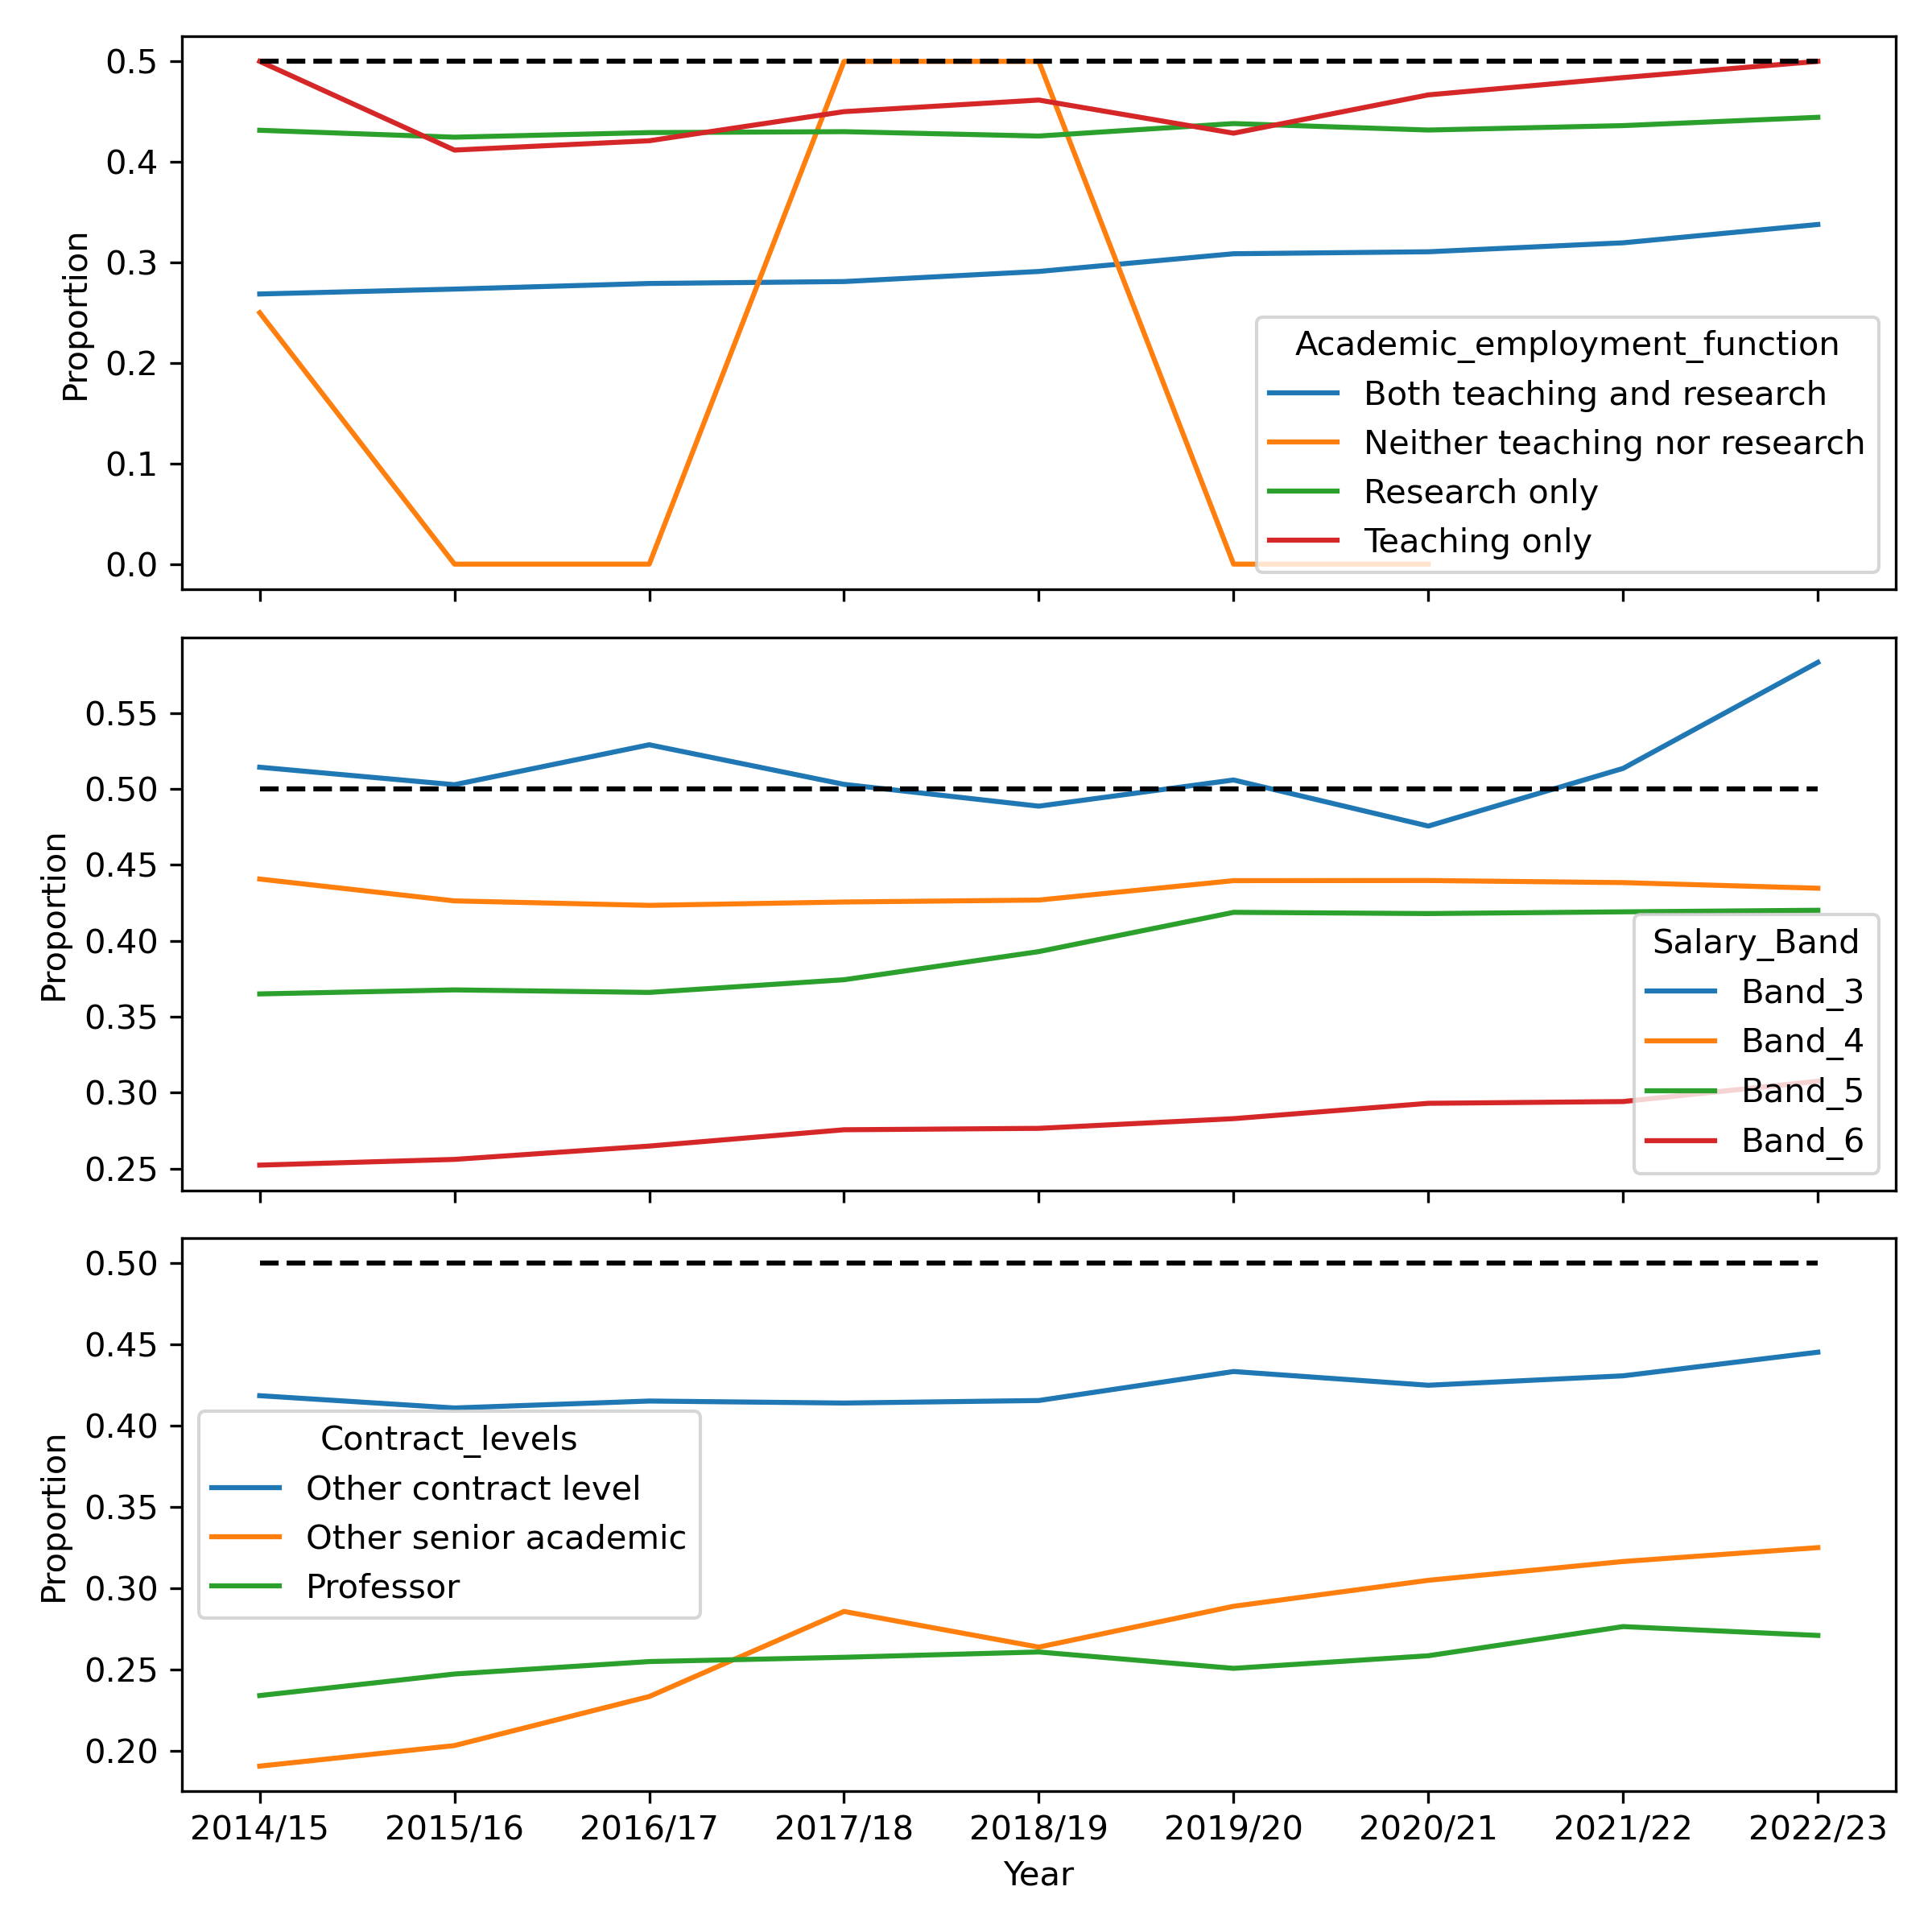 0.5
0.4
0.3
0.2
0.1
0.0
Proportion
Academic_employment_function
Both teaching and research
Neither teaching nor research
Research only
Teaching only
0.55
0.50
0.45
0.40
0.35
0.30
0.25
Proportion
Salary_Band
Band_3
Band_4
Band_5
Band_6
0.50
0.45
0.40
0.35
0.30
0.25
0.20
Proportion
Contract_levels
Other contract level
Other senior academic
Professor
2014/15 2015/16 2016/17 2017/18 2018/19 2019/20 2020/21 2021/22 2022/23
Year